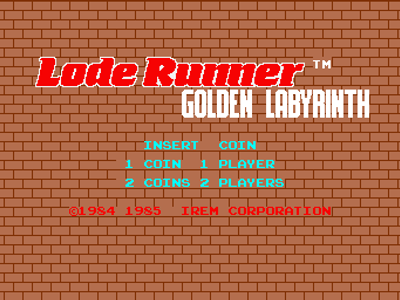 Lode Runner ™
GOLDEN LABYRINTH
INSERT COIN
1 COIN 1 PLAYER
2 COINS 2 PLAYERS
©1984 1985 IREM CORPORATION